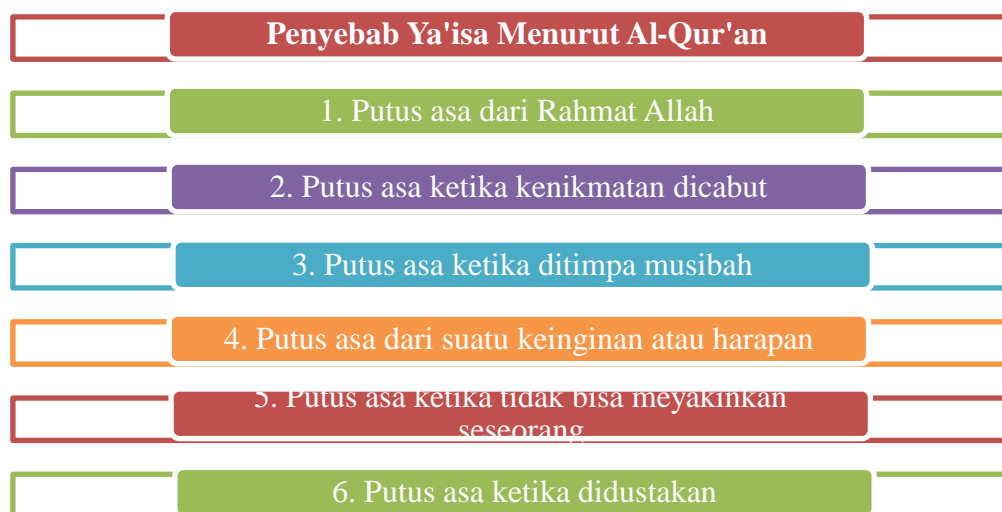 Penyebab Ya'isa Menurut Al-Qur'an
1. Putus asa dari Rahmat Allah
2. Putus asa ketika kenikmatan dicabut
3. Putus asa ketika ditimpa musibah
4. Putus asa dari suatu keinginan atau harapan
5. Putus asa ketika tidak bisa meyakinkan
seseorang
6. Putus asa ketika didustakan